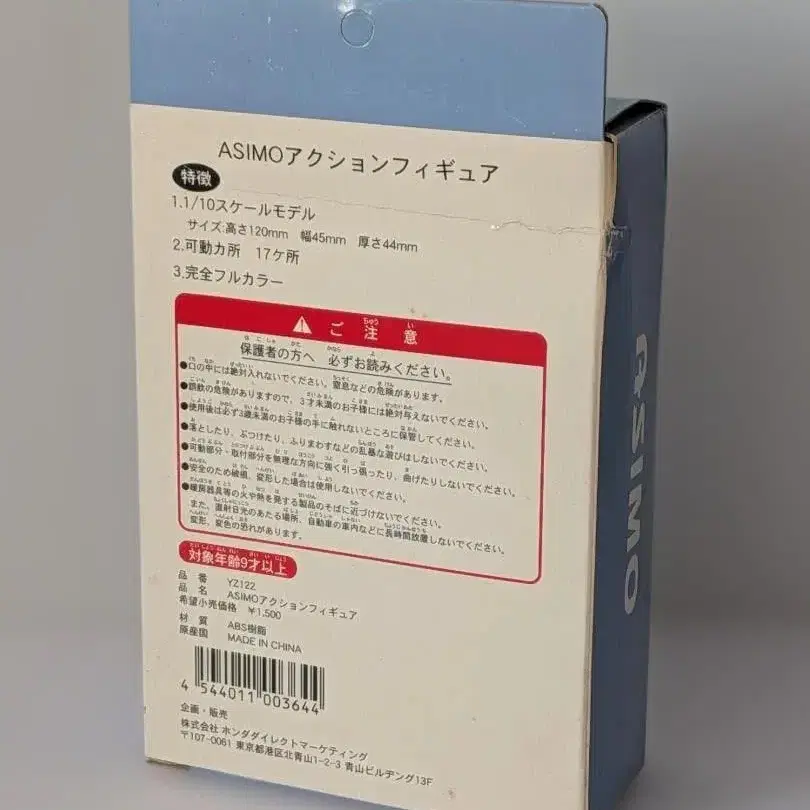 ASIMOアクションフィギュア
特徴
1.1/10スケールモデル
サイズ:高さ120mm 幅45mm 厚さ44mm
2.可動カ所 17ケ所
3.完全フルカラー
ご注意
保護者の方へ 必ずお読みください。
●口の中には絶対入れないでください。窒息などの危険があります。
●誤飲の危険がありますので、3才未満のお子様には絶対与えないでください。
●使用後は必ず3歳未満のお子様の手に触れないところに保管してください。
●落としたり、ぶつけたり、ふりまわすなどの乱暴な遊びはしないでください。
●可動部分・取付部分を無理な方向に強く引っ張ったり、曲げたりしないでください。
●安全のため破損、変形した場合は使用しないでください。
●暖房器具等の火や熱を発する製品のそばに近づけないでください。
また、直射日光のあたる場所、自動車の車内などに長時間放置しないでください。
変形、変色の恐れがあります。
対象年齢9才以上
品番 YZ122
品名 ASIMOアクションフィギュア
希望小売価格 ¥1,500
材質 ABS樹脂
原産国 MADE IN CHINA
4 544011 003644
企画・販売
株式会社 ホンダダイレクトマーケティング
〒107-0061 東京都港区北青山1-2-3 青山ビルヂング13F
ASIMO